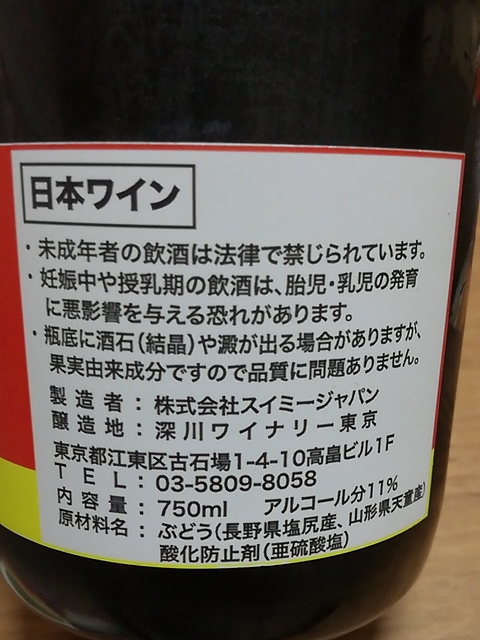 日本ワイン
・未成年者の飲酒は法律で禁じられています。
・妊娠中や授乳期の飲酒は、胎児・乳児の発育
に悪影響を与える恐れがあります。
・瓶底に酒石(結晶)や澱が出る場合がありますが、
果実由来成分ですので品質に問題ありません。
製造者：株式会社スイミージャパン
醸造地：深川ワイナリー東京
東京都江東区古石場1-4-10高畠ビル1F
TEL：03-5809-8058
内容量：750ml アルコール分11%
原材料名：ぶどう(長野県塩尻産、山形県天童産)
酸化防止剤(亜硫酸塩)